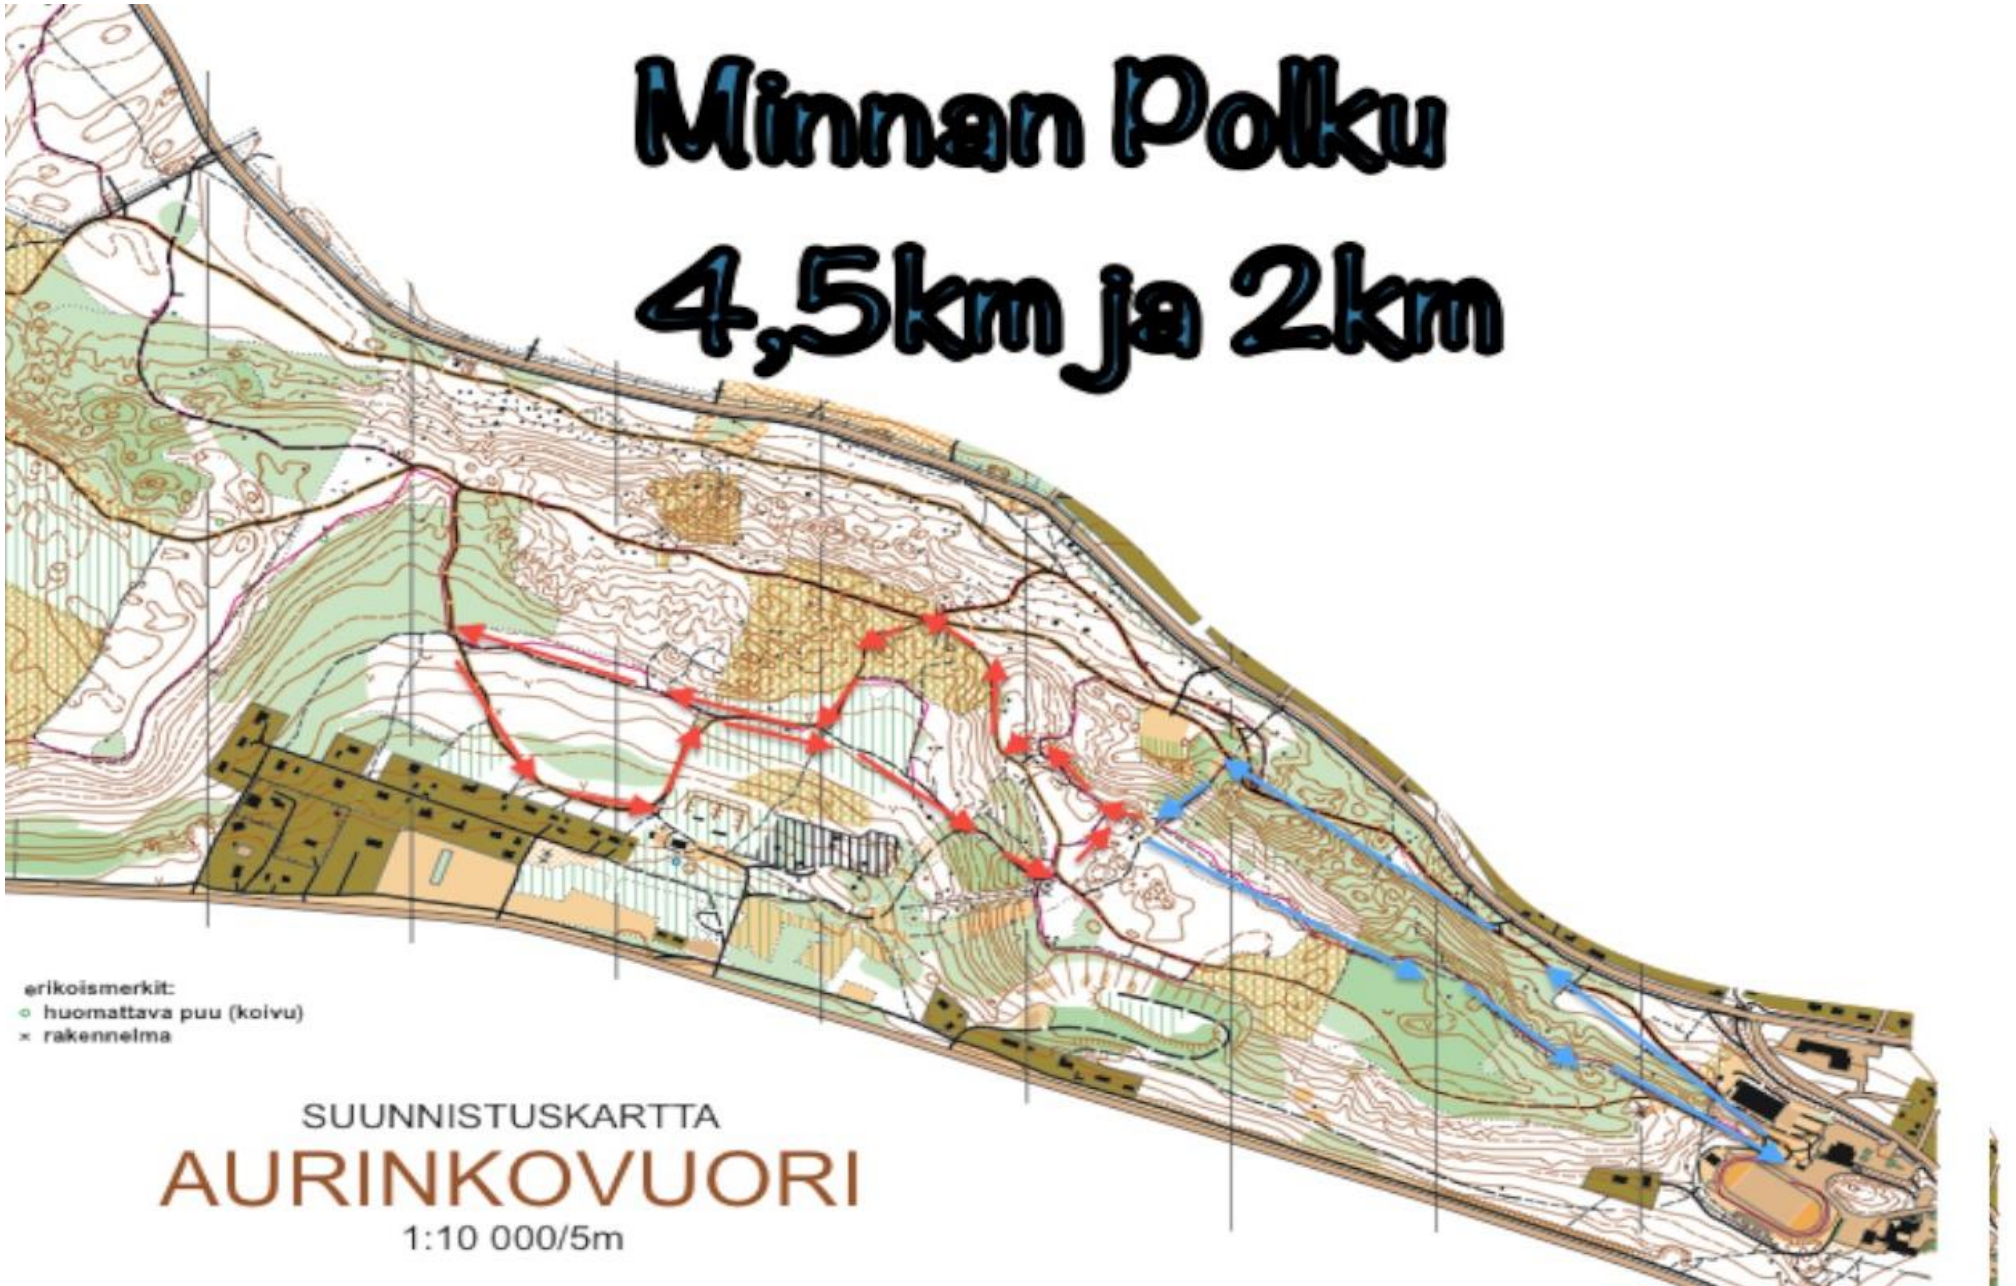 Minnan Polku
4,5km ja 2km
erikoismerkit:
huomattava puu (koivu)
rakennelma
SUUNNISTUSKARTTA
AURINKOVUORI
1:10 000/5m